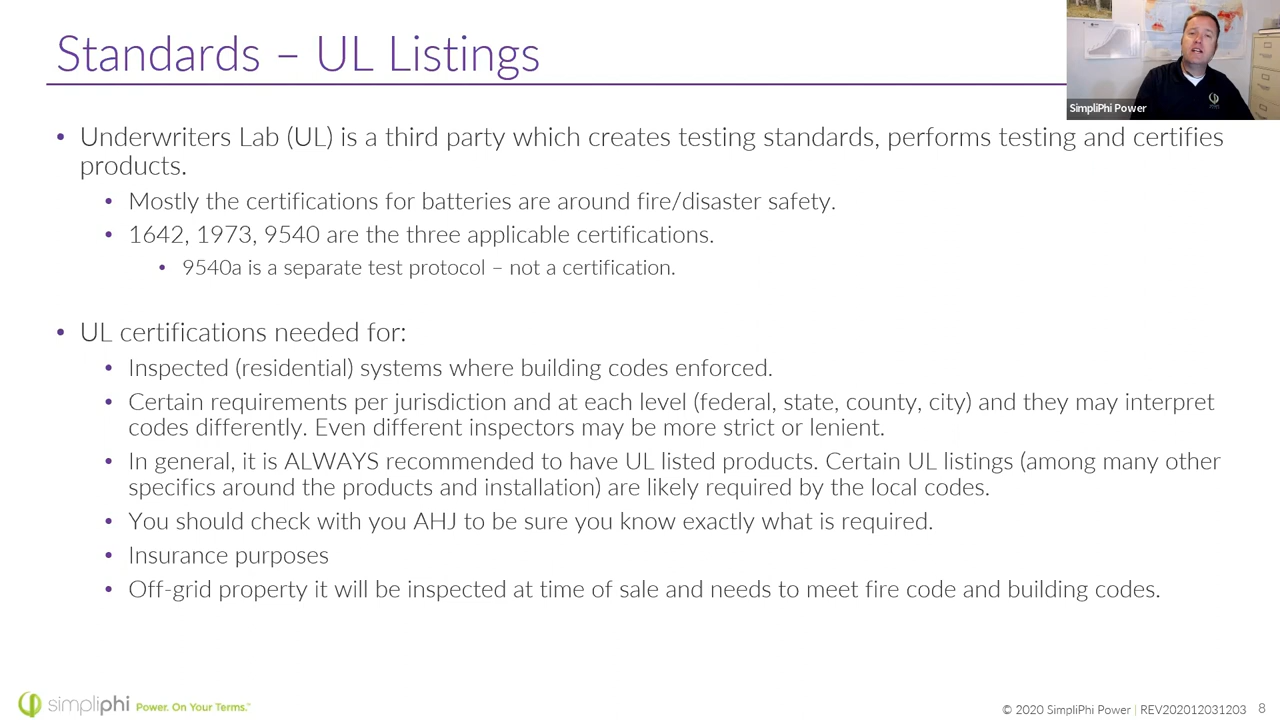 Standards – UL Listings
SimpliPhi Power
• Underwriters Lab (UL) is a third party which creates testing standards, performs testing and certifies
products.
• Mostly the certifications for batteries are around fire/disaster safety.
• 1642, 1973, 9540 are the three applicable certifications.
• 9540a is a separate test protocol – not a certification.
• UL certifications needed for:
• Inspected (residential) systems where building codes enforced.
• Certain requirements per jurisdiction and at each level (federal, state, county, city) and they may interpret
codes differently. Even different inspectors may be more strict or lenient.
• In general, it is ALWAYS recommended to have UL listed products. Certain UL listings (among many other
specifics around the products and installation) are likely required by the local codes.
• You should check with you AHJ to be sure you know exactly what is required.
• Insurance purposes
• Off-grid property it will be inspected at time of sale and needs to meet fire code and building codes.
simpliphi Power. On Your Terms.™
© 2020 SimpliPhi Power | REV202012031203 8